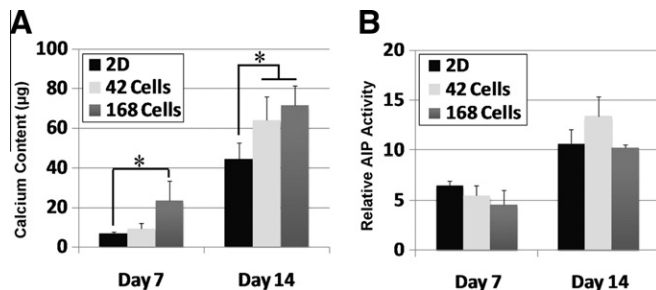 A
Calcium Content (µg)
100
80
60
40
20
0
2D
42 Cells
168 Cells
*
*
Day 7
Day 14
B
Relative AIP Activity
20
15
10
5
0
2D
42 Cells
168 Cells
Day 7
Day 14